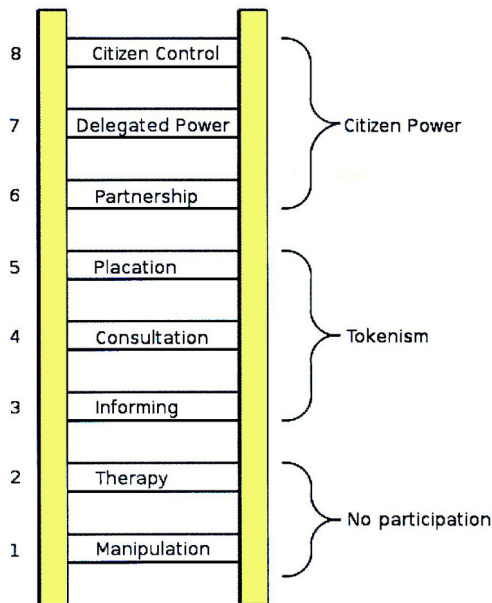 8 Citizen Control
7 Delegated Power Citizen Power
6 Partnership
5 Placation
4 Consultation Tokenism
3 Informing
2 Therapy
No participation
1 Manipulation